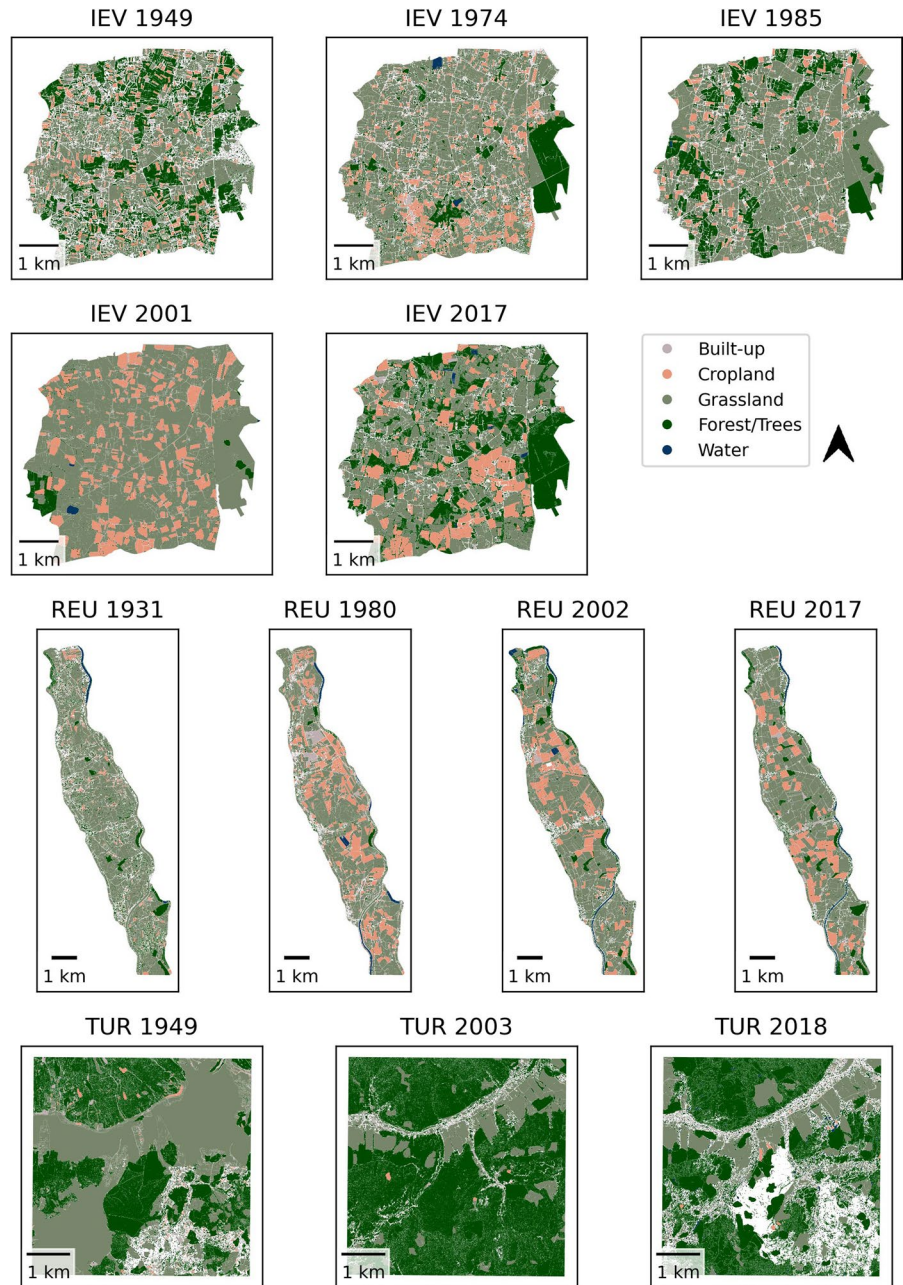 IEV 1949 IEV 1974 IEV 1985
1 km 1 km 1 km
IEV 2001 IEV 2017
Built-up
Cropland
Grassland
Forest/Trees
Water
1 km 1 km
REU 1931 REU 1980 REU 2002 REU 2017
1 km 1 km 1 km 1 km
TUR 1949 TUR 2003 TUR 2018
1 km 1 km 1 km